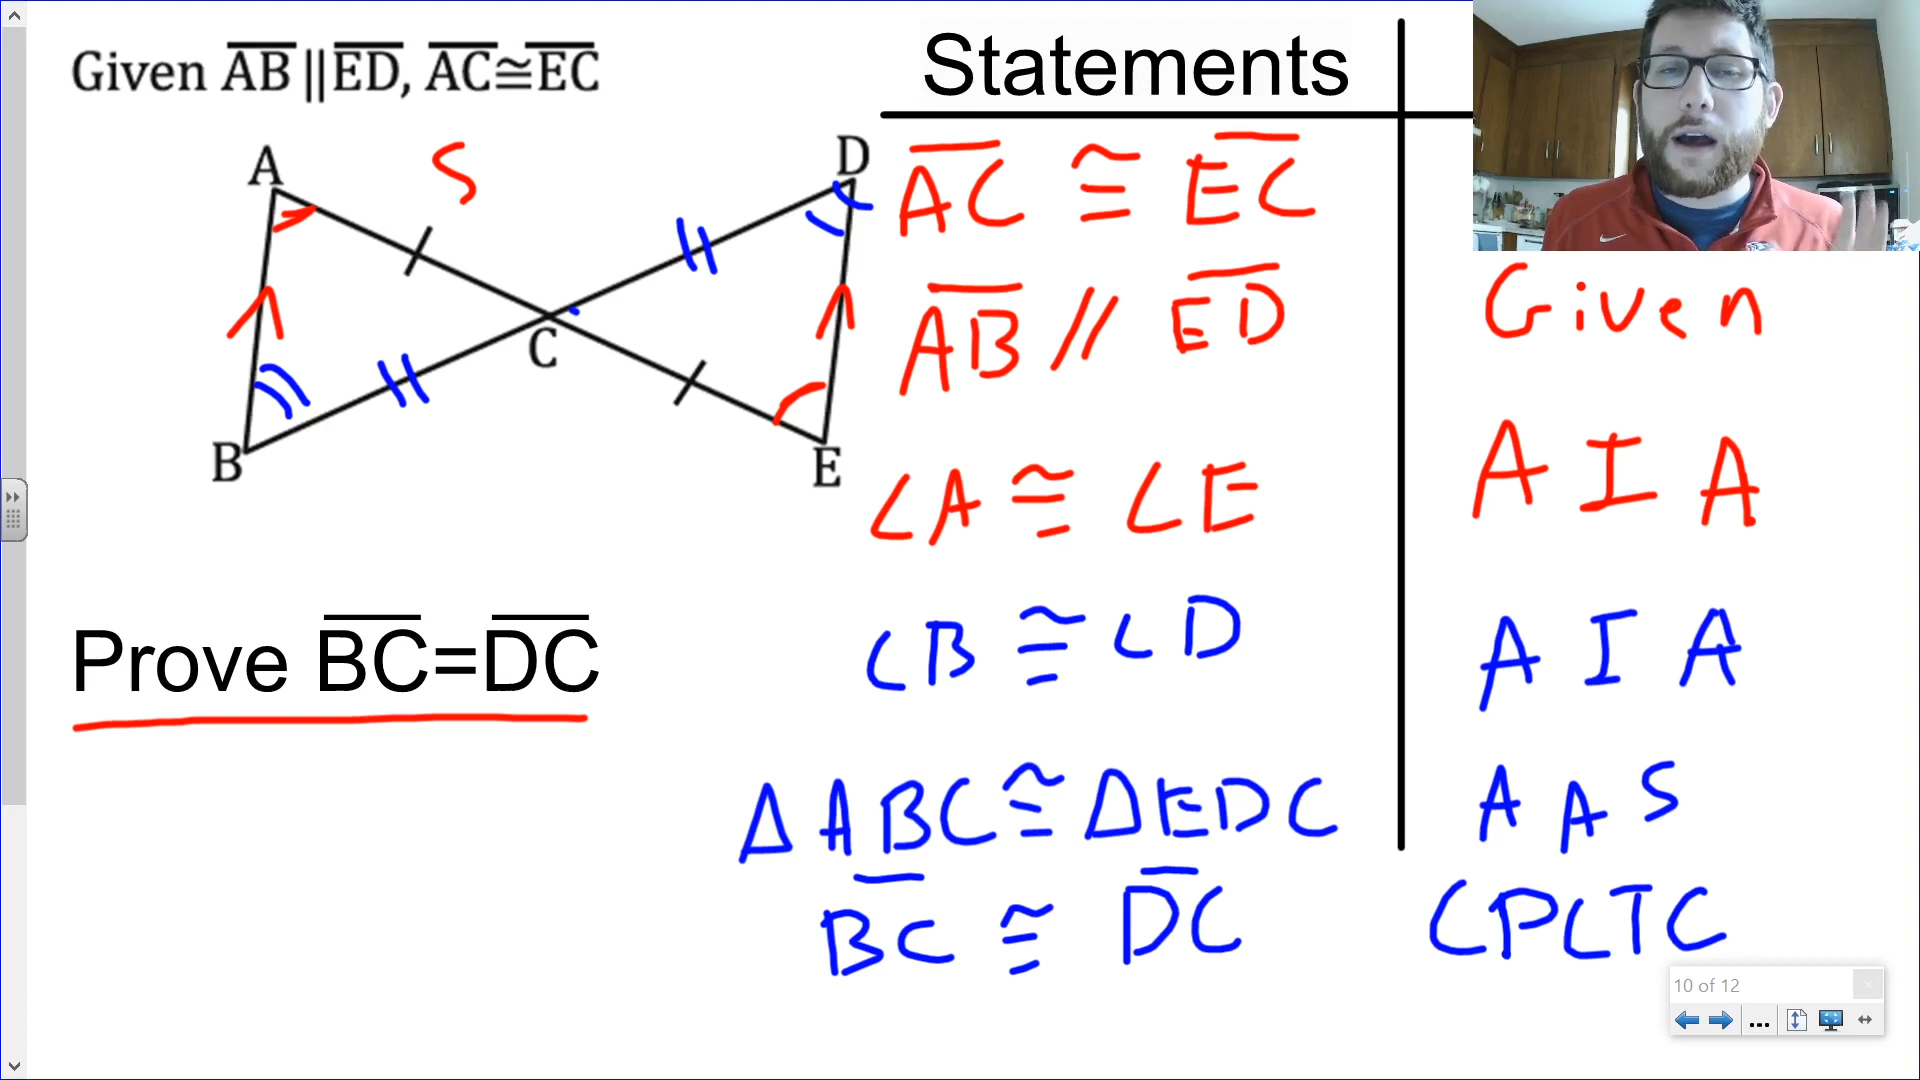 Given AB || ED, AC≅EC
Statements
A
S
D
C
B
E
Prove BC=DC
AC ≅ EC
AB // ED
Given
∠A ≅ ∠E
AIA
∠B ≅ ∠D
AIA
ΔABC ≅ ΔEDC
AAS
BC ≅ DC
CPCTC
10 of 12